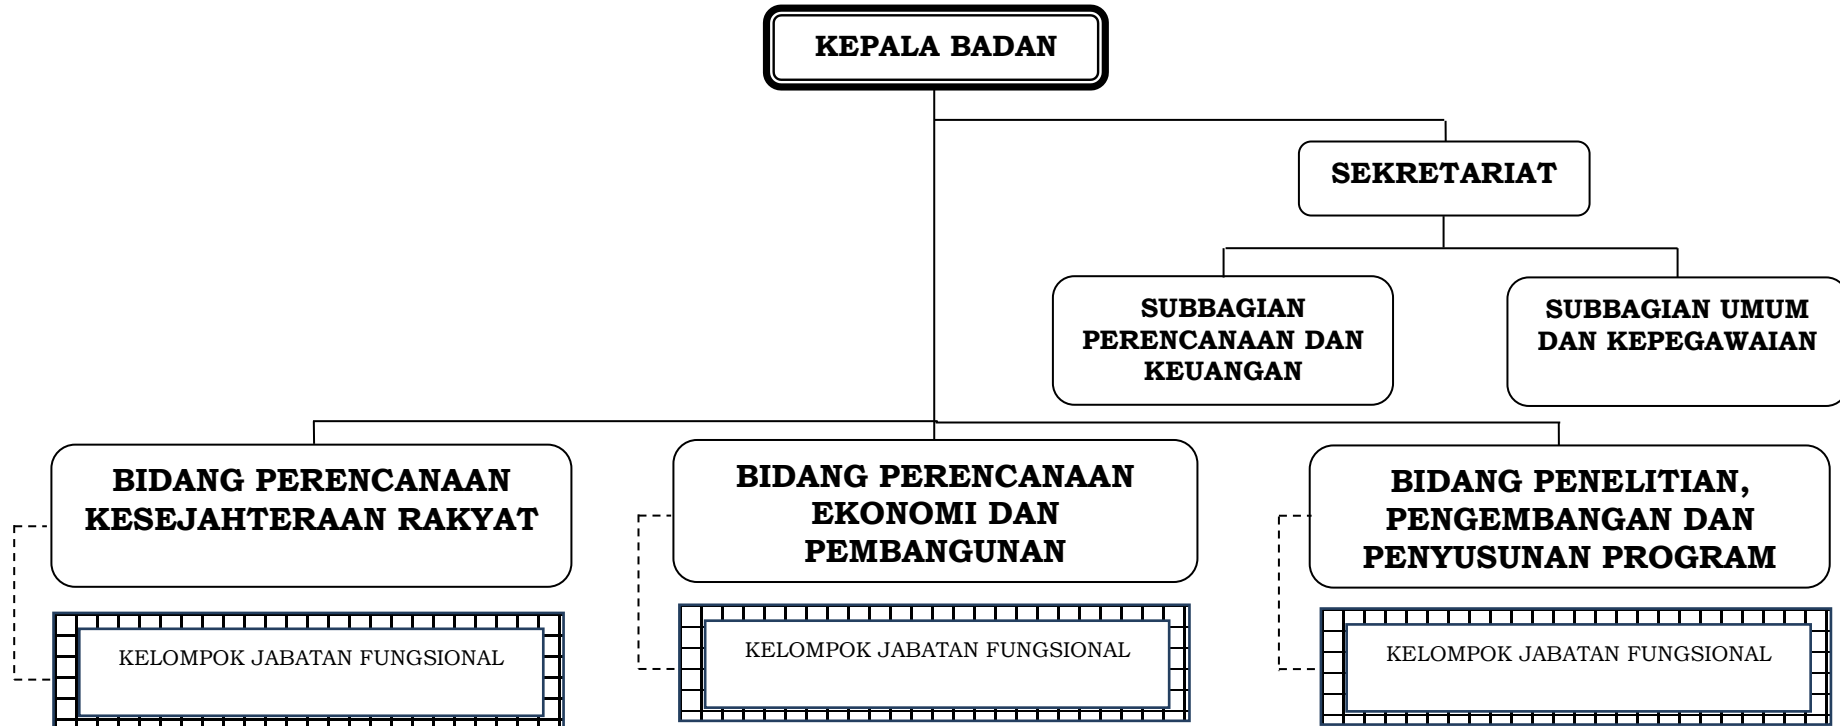 KEPALA BADAN
SEKRETARIAT
SUBBAGIAN
PERENCANAAN DAN
KEUANGAN
SUBBAGIAN UMUM
DAN KEPEGAWAIAN
BIDANG PERENCANAAN
KESEJAHTERAAN RAKYAT
BIDANG PERENCANAAN
EKONOMI DAN
PEMBANGUNAN
BIDANG PENELITIAN,
PENGEMBANGAN DAN
PENYUSUNAN PROGRAM
KELOMPOK JABATAN FUNGSIONAL
KELOMPOK JABATAN FUNGSIONAL
KELOMPOK JABATAN FUNGSIONAL